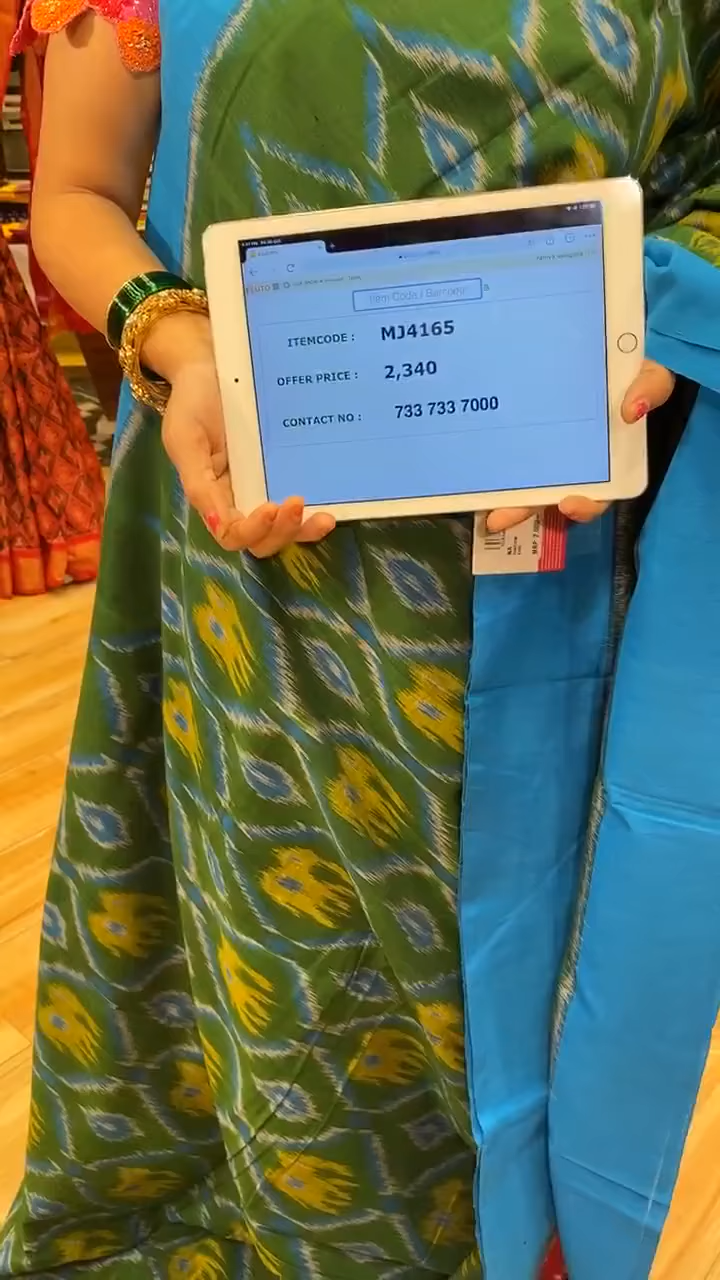 Item Code / Barcode
ITEMCODE : MJ4165
OFFER PRICE : 2,340
CONTACT NO : 733 733 7000